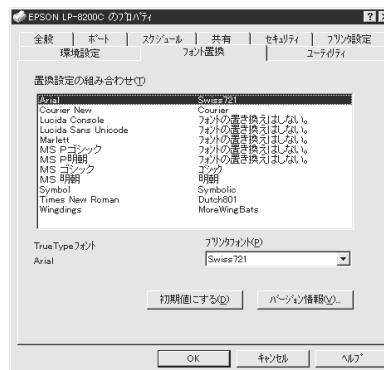 EPSON LP-8200C のプロパティ
全般 ポート スケジュール 共有 セキュリティ プリンタ設定
環境設定 フォント置換 ユーティリティ
置換設定の組み合わせ(T)
Arial Swiss721
Courier New Courier
Lucida Console フォントの置き換えはしない。
Lucida Sans Unicode フォントの置き換えはしない。
Marlett フォントの置き換えはしない。
MS Pゴシック フォントの置き換えはしない。
MS P明朝 フォントの置き換えはしない。
MS ゴシック ゴシック
MS 明朝 明朝
Symbol Symbolic
Times New Roman Dutch801
Wingdings MoreWingBats
TrueTypeフォント プリンタフォント(P)
Arial Swiss721
初期値にする(D) バージョン情報(V)...
OK キャンセル ヘルプ